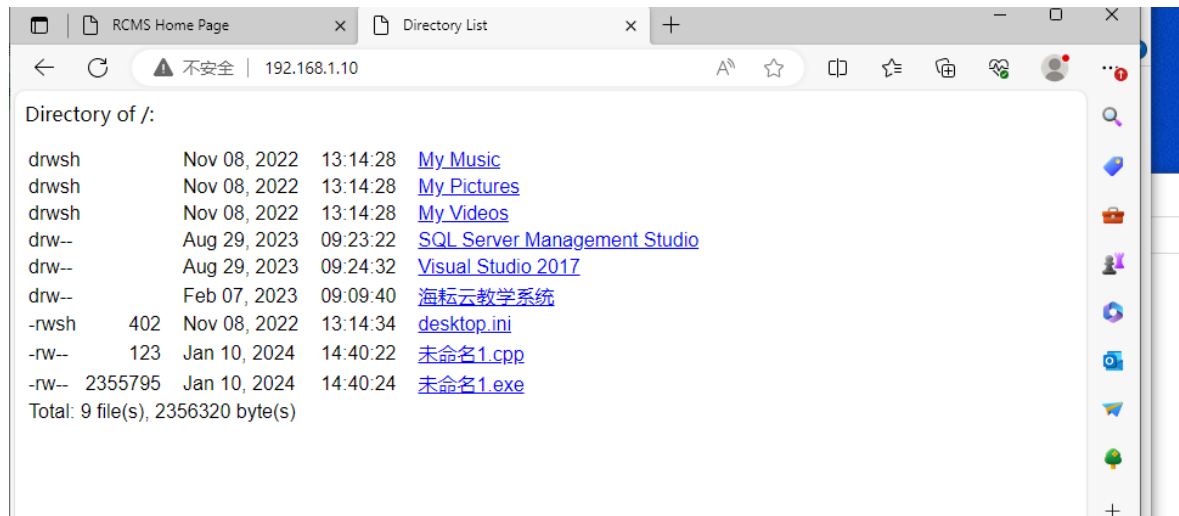 RCMS Home Page Directory List
不安全 192.168.1.10
Directory of /:
drwsh Nov 08, 2022 13:14:28 My Music
drwsh Nov 08, 2022 13:14:28 My Pictures
drwsh Nov 08, 2022 13:14:28 My Videos
drw-- Aug 29, 2023 09:23:22 SQL Server Management Studio
drw-- Aug 29, 2023 09:24:32 Visual Studio 2017
drw-- Feb 07, 2023 09:09:40 海耘云教学系统
-rwsh 402 Nov 08, 2022 13:14:34 desktop.ini
-rw-- 123 Jan 10, 2024 14:40:22 未命名1.cpp
-rw-- 2355795 Jan 10, 2024 14:40:24 未命名1.exe
Total: 9 file(s), 2356320 byte(s)